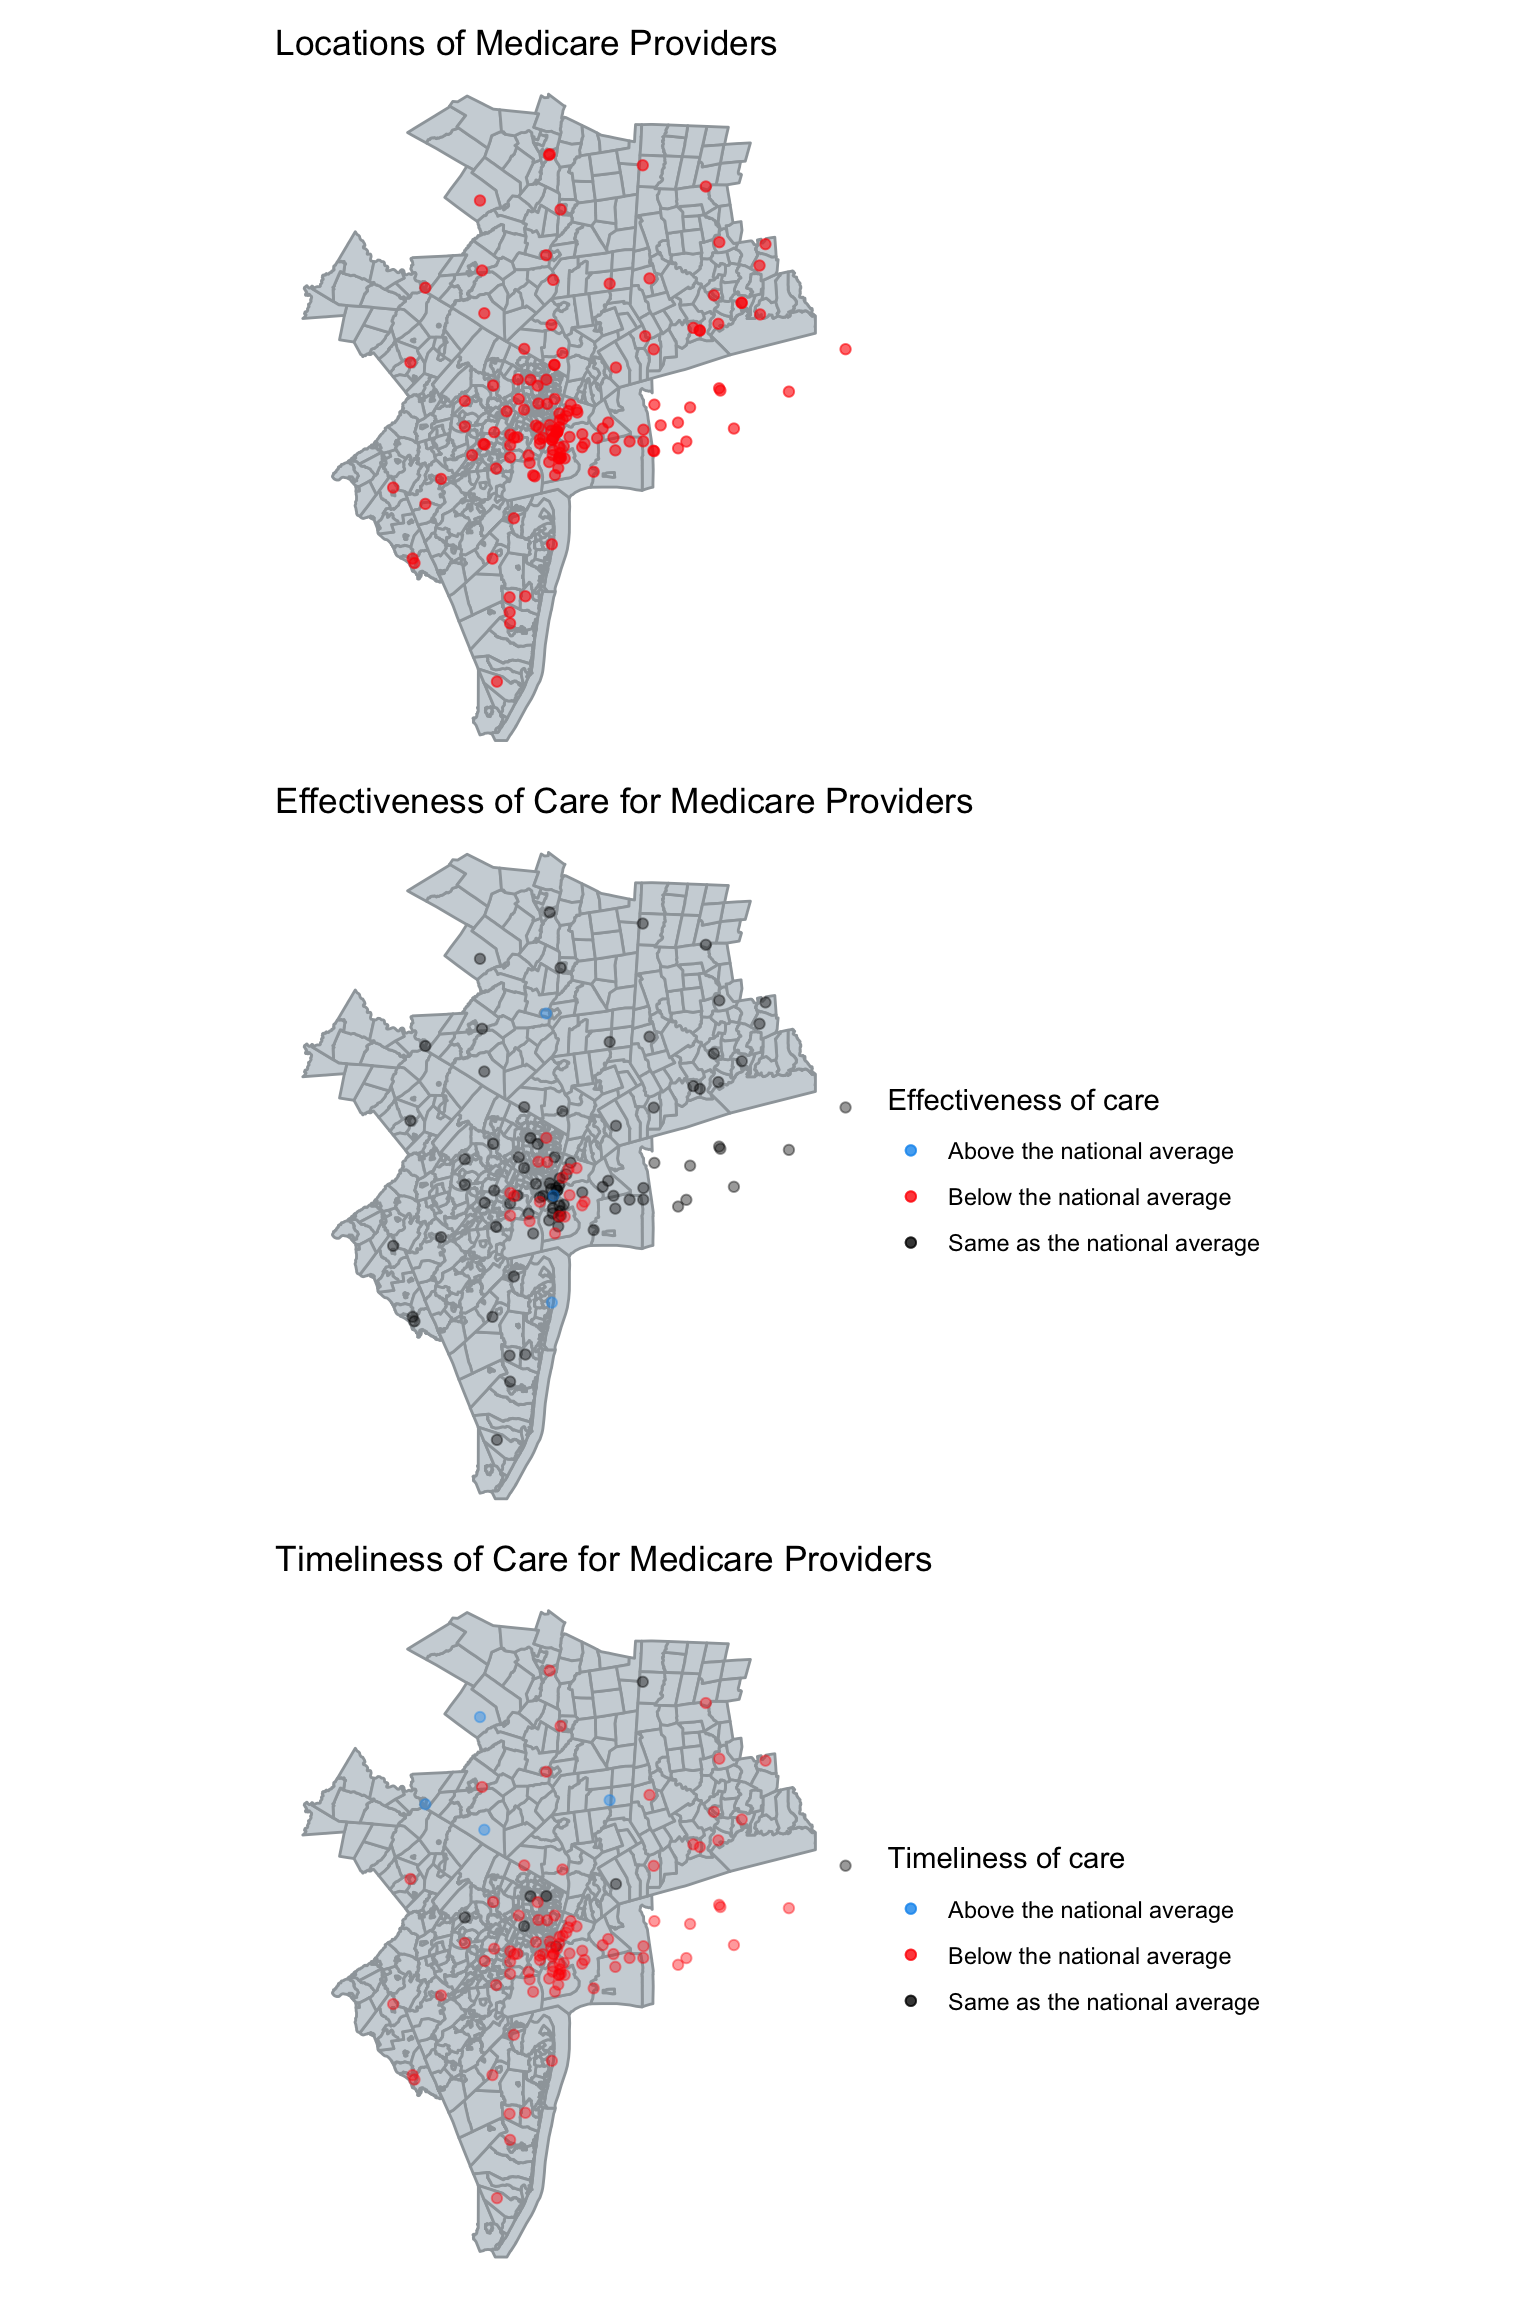 Locations of Medicare Providers
Effectiveness of Care for Medicare Providers
Effectiveness of care
Above the national average
Below the national average
Same as the national average
Timeliness of Care for Medicare Providers
Timeliness of care
Above the national average
Below the national average
Same as the national average